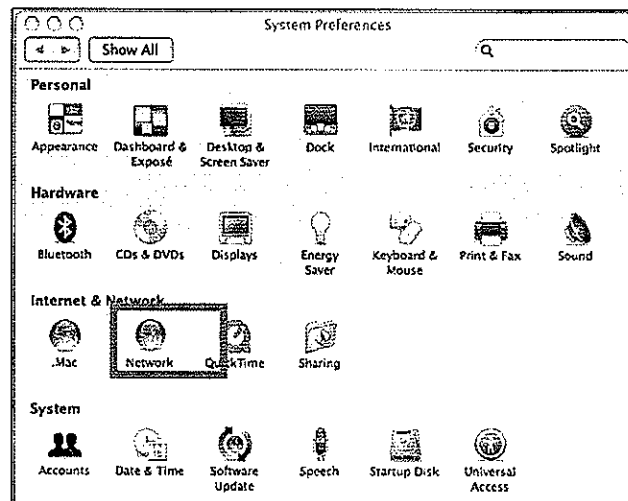 System Preferences
Show All
Personal
Appearance
Dashboard & Exposé
Desktop & Screen Saver
Dock
International
Security
Spotlight
Hardware
Bluetooth
CDs & DVDs
Displays
Energy Saver
Keyboard & Mouse
Print & Fax
Sound
Internet & Network
.Mac
Network
QuickTime
Sharing
System
Accounts
Date & Time
Software Update
Speech
Startup Disk
Universal Access